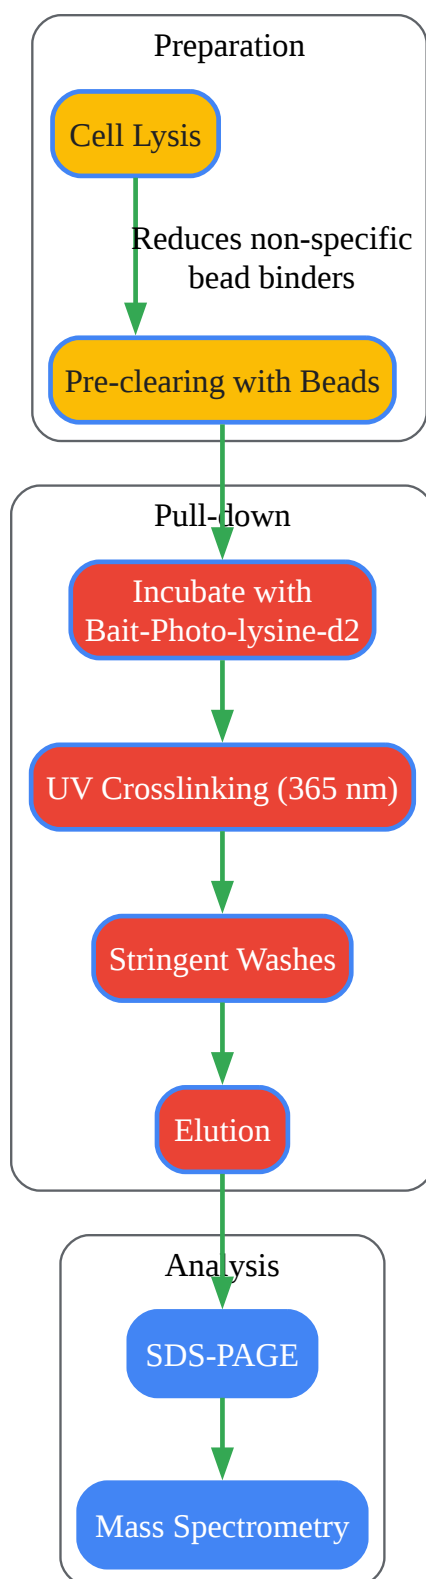 Preparation
Cell Lysis
Reduces non-specific
bead binders
Pre-clearing with Beads
Pull-down
Incubate with
Bait-Photo-lysine-d2
UV Crosslinking (365 nm)
Stringent Washes
Elution
Analysis
SDS-PAGE
Mass Spectrometry